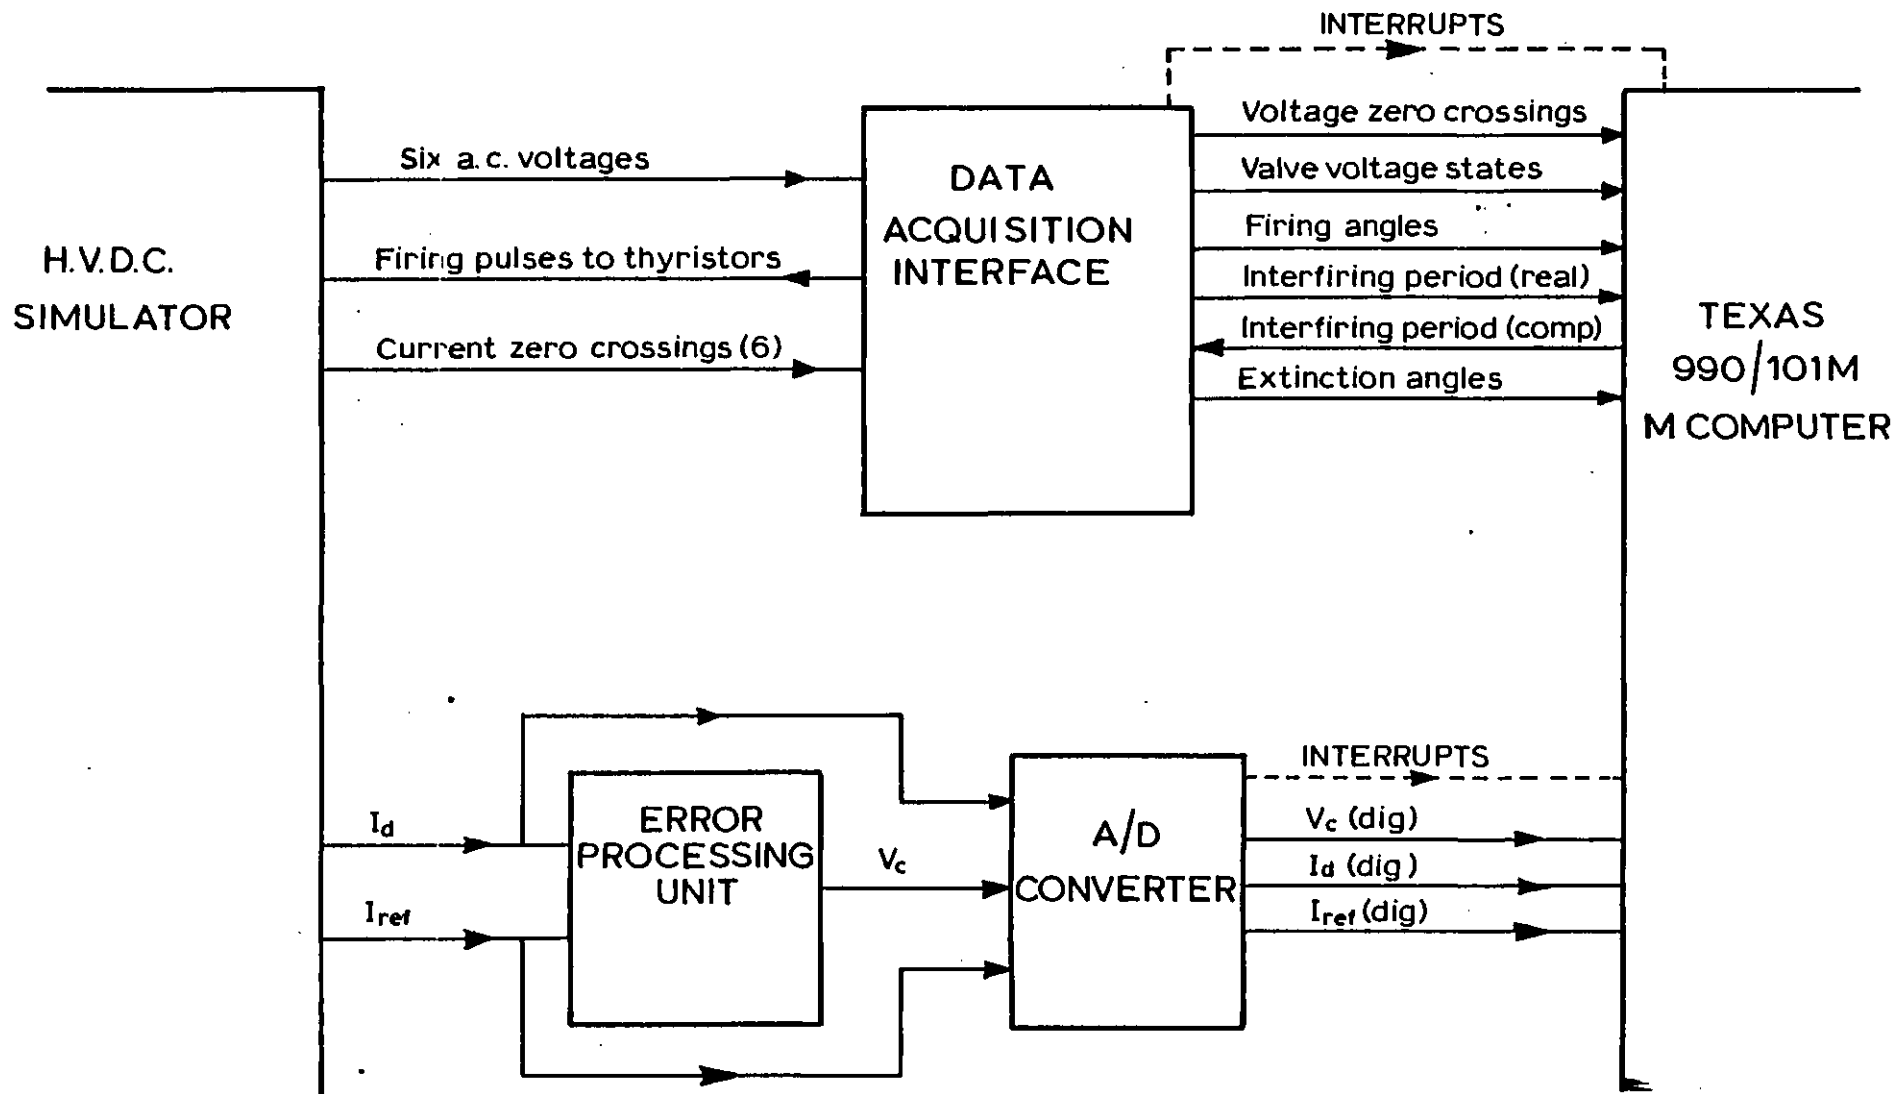 INTERRUPTS
H.V.D.C.
SIMULATOR
Six a.c. voltages
Firing pulses to thyristors
Current zero crossings (6)
DATA
ACQUISITION
INTERFACE
Voltage zero crossings
Valve voltage states
Firing angles
Interfiring period (real)
Interfiring period (comp)
Extinction angles
TEXAS
990/101M
M COMPUTER
Id
Iref
ERROR
PROCESSING
UNIT
Vc
A/D
CONVERTER
INTERRUPTS
Vc (dig)
Id (dig)
Iref (dig)